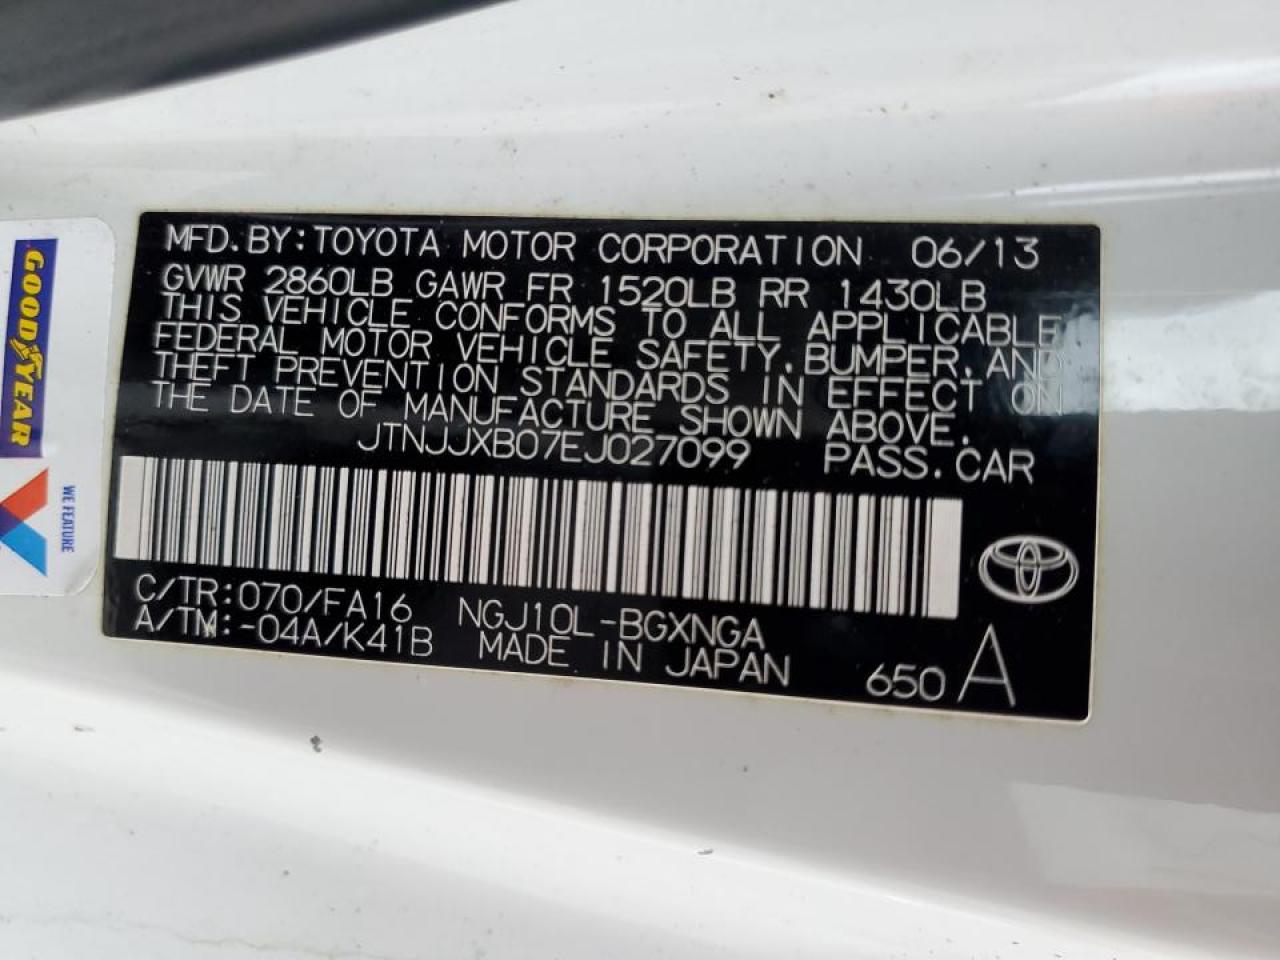 MFD.BY:TOYOTA MOTOR CORPORATION 06/13
GVWR 2860LB GAWR FR 1520LB RR 1430LB
THIS VEHICLE CONFORMS TO ALL APPLICABLE
FEDERAL MOTOR VEHICLE SAFETY,BUMPER,AND
THEFT PREVENTION STANDARDS IN EFFECT ON
THE DATE OF MANUFACTURE SHOWN ABOVE.
JTNJJXB07EJ027099 PASS.CAR
C/TR:070/FA16 NGJ10L-BGXNGA
A/TM:-04A/K41B MADE IN JAPAN
650 A
GOODYEAR
WE FEATURE